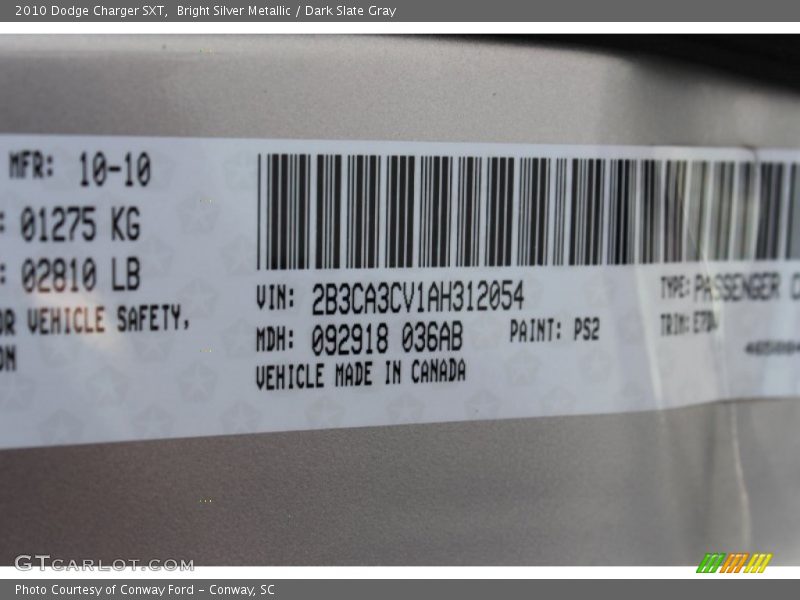 2010 Dodge Charger SXT, Bright Silver Metallic / Dark Slate Gray
MFR: 10-10
: 01275 KG
: 02810 LB
OR VEHICLE SAFETY,
ON
VIN: 2B3CA3CV1AH312054
MDH: 092918 036AB
PAINT: PS2
VEHICLE MADE IN CANADA
TYPE: PASSENGER C
TRIM:
GTCARLOT.COM
Photo Courtesy of Conway Ford - Conway, SC